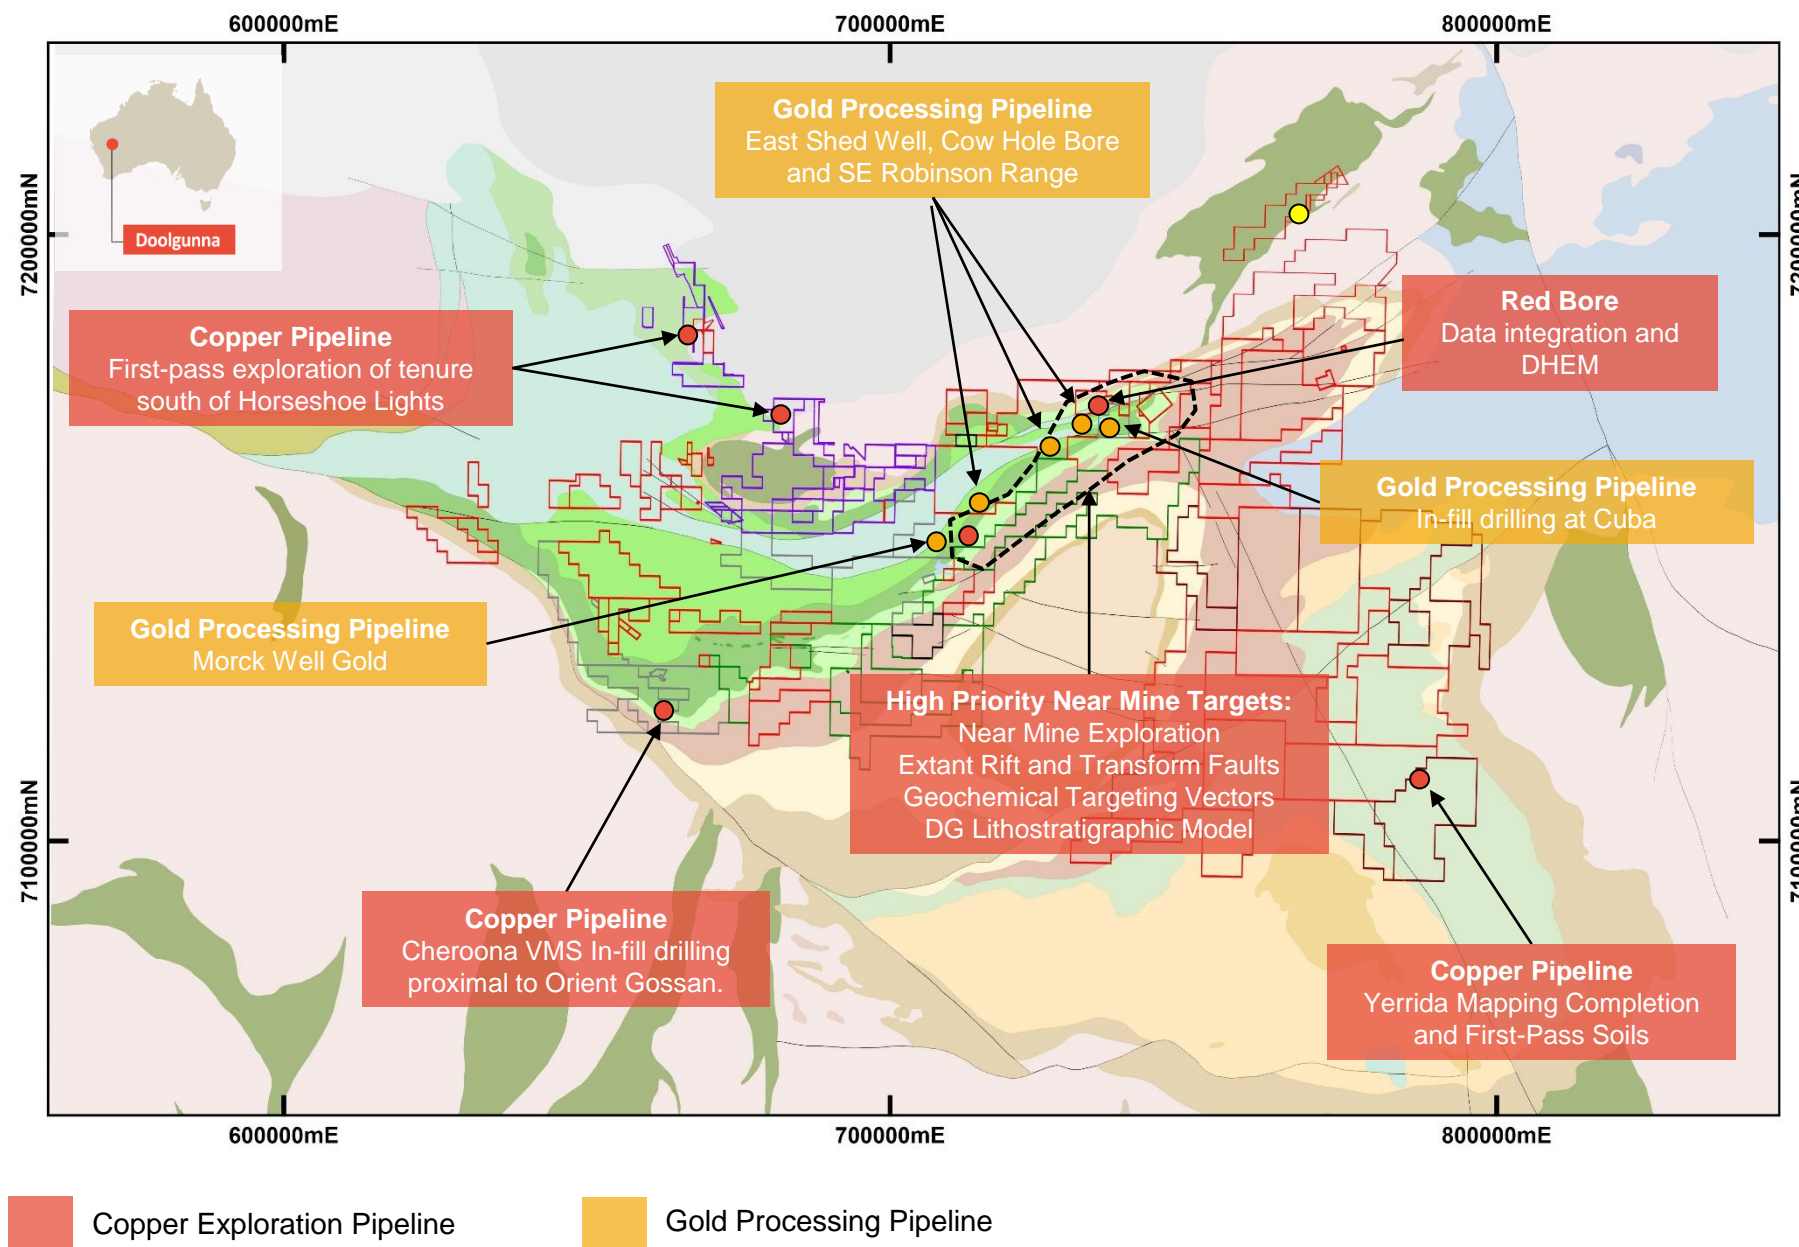 600000mE
700000mE
800000mE
7200000mN
7200000mN
Doolgunna
Gold Processing Pipeline
East Shed Well, Cow Hole Bore
and SE Robinson Range
Red Bore
Data integration and
DHEM
Copper Pipeline
First-pass exploration of tenure
south of Horseshoe Lights
Gold Processing Pipeline
In-fill drilling at Cuba
Gold Processing Pipeline
Morck Well Gold
High Priority Near Mine Targets:
Near Mine Exploration
Extant Rift and Transform Faults
Geochemical Targeting Vectors
DG Lithostratigraphic Model
7100000mN
7100000mN
Copper Pipeline
Cheroona VMS In-fill drilling
proximal to Orient Gossan.
Copper Pipeline
Yerrida Mapping Completion
and First-Pass Soils
600000mE
700000mE
800000mE
Copper Exploration Pipeline
Gold Processing Pipeline